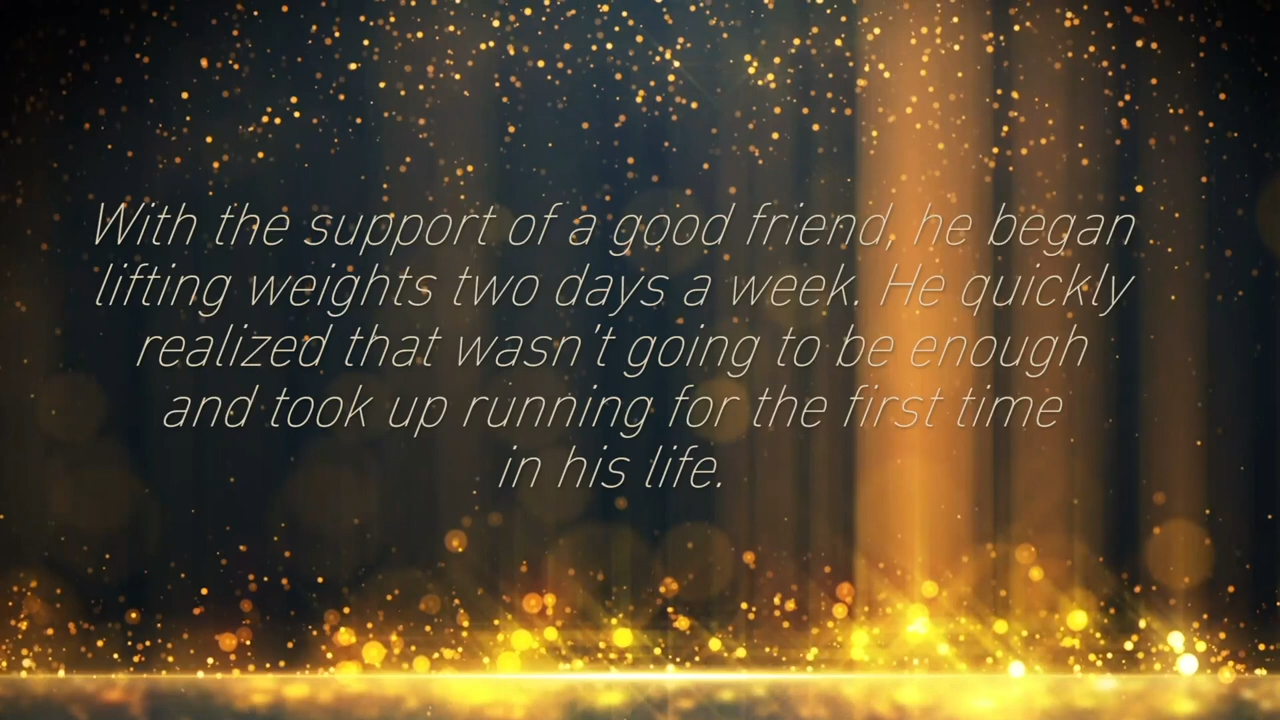 With the support of a good friend, he began
lifting weights two days a week. He quickly
realized that wasn't going to be enough
and took up running for the first time
in his life.